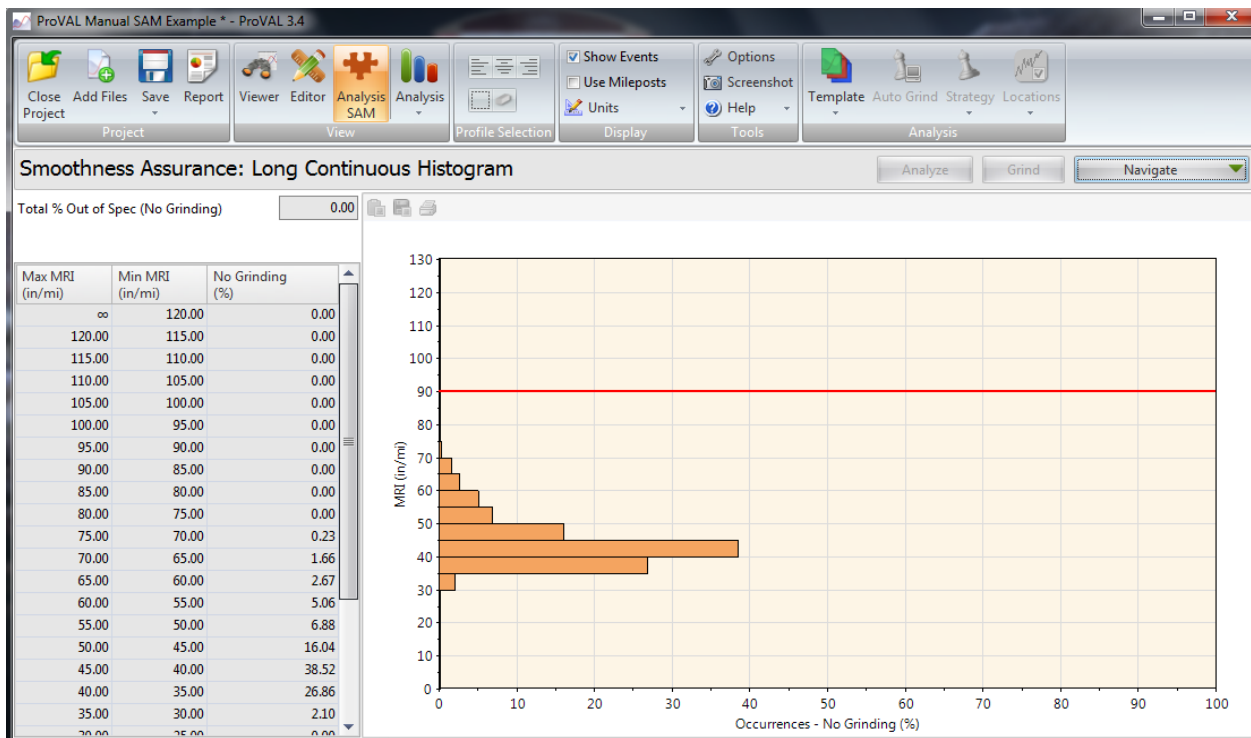 ProVAL Manual SAM Example * - ProVAL 3.4
Close Project
Add Files
Save
Report
Project
Viewer
Editor
Analysis SAM
Analysis
View
Profile Selection
Show Events
Use Mileposts
Units
Display
Options
Screenshot
Help
Tools
Template
Auto Grind
Strategy
Locations
Analysis
Smoothness Assurance: Long Continuous Histogram
Analyze
Grind
Navigate
Total % Out of Spec (No Grinding) 0.00
Max MRI (in/mi) Min MRI (in/mi) No Grinding (%)
∞ 120.00 0.00
120.00 115.00 0.00
115.00 110.00 0.00
110.00 105.00 0.00
105.00 100.00 0.00
100.00 95.00 0.00
95.00 90.00 0.00
90.00 85.00 0.00
85.00 80.00 0.00
80.00 75.00 0.00
75.00 70.00 0.23
70.00 65.00 1.66
65.00 60.00 2.67
60.00 55.00 5.06
55.00 50.00 6.88
50.00 45.00 16.04
45.00 40.00 38.52
40.00 35.00 26.86
35.00 30.00 2.10
30.00 25.00 0.00
MRI (in/mi)
130
120
110
100
90
80
70
60
50
40
30
20
10
0
0 10 20 30 40 50 60 70 80 90 100
Occurrences - No Grinding (%)